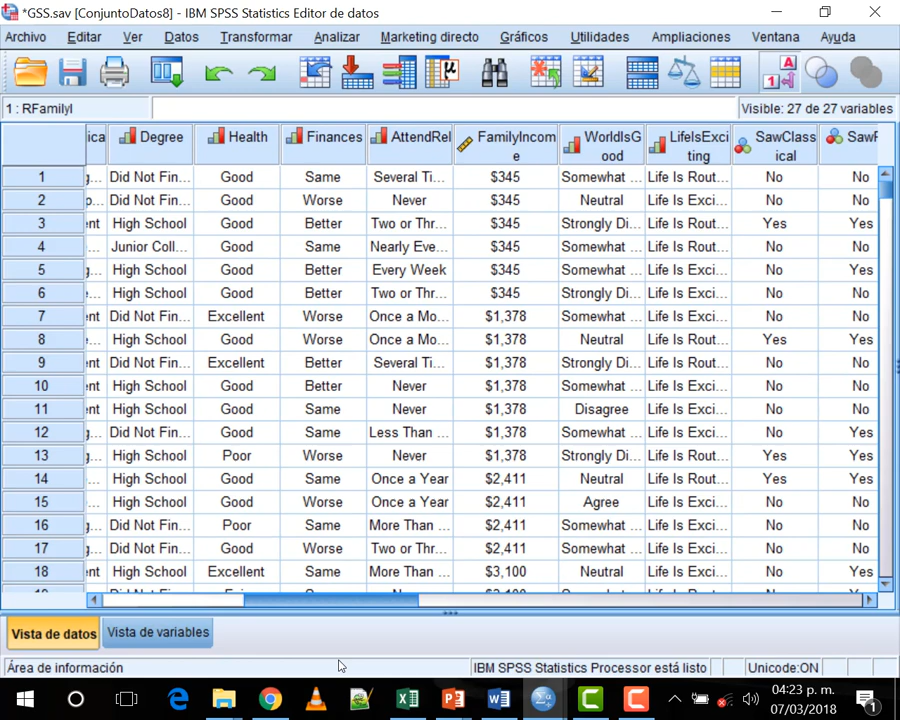 *GSS.sav [ConjuntoDatos8] - IBM SPSS Statistics Editor de datos
Archivo Editar Ver Datos Transformar Analizar Marketing directo Gráficos Utilidades Ampliaciones Ventana Ayuda
1 : RFamilyI Visible: 27 de 27 variables
Degree Health Finances AttendRel FamilyIncome WorldIsGood LifeIsExciting SawClassical
1 Did Not Fin... Good Same Several Ti... $345 Somewhat ... Life Is Rout... No No
2 Did Not Fin... Good Worse Never $345 Neutral Life Is Exci... No No
3 ent High School Good Better Two or Thr... $345 Strongly Di... Life Is Rout... Yes Yes
4 Junior Coll... Good Same Nearly Eve... $345 Somewhat ... Life Is Exci... No No
5 High School Good Better Every Week $345 Somewhat ... Life Is Exci... No Yes
6 High School Good Better Two or Thr... $345 Strongly Di... Life Is Exci... No No
7 ent Did Not Fin... Excellent Worse Once a Mo... $1,378 Somewhat ... Life Is Exci... No No
8 ent High School Good Worse Once a Mo... $1,378 Neutral Life Is Rout... Yes Yes
9 ent Did Not Fin... Excellent Better Several Ti... $1,378 Strongly Di... Life Is Rout... No No
10 ent High School Good Better Never $1,378 Somewhat ... Life Is Exci... No No
11 ent High School Good Same Never $1,378 Disagree Life Is Exci... No No
12 Did Not Fin... Good Same Less Than ... $1,378 Somewhat ... Life Is Exci... No Yes
13 High School Poor Worse Never $1,378 Strongly Di... Life Is Rout... Yes Yes
14 High School Good Same Once a Year $2,411 Neutral Life Is Rout... Yes Yes
15 ent High School Good Worse Once a Year $2,411 Agree Life Is Exci... No No
16 Did Not Fin... Poor Same More Than ... $2,411 Somewhat ... Life Is Exci... No No
17 Did Not Fin... Good Worse Two or Thr... $2,411 Somewhat ... Life Is Exci... No No
18 ent High School Excellent Same More Than ... $3,100 Neutral Life Is Exci... No Yes
Vista de datos Vista de variables
Área de información IBM SPSS Statistics Processor está listo Unicode:ON
04:23 p. m.
07/03/2018
1